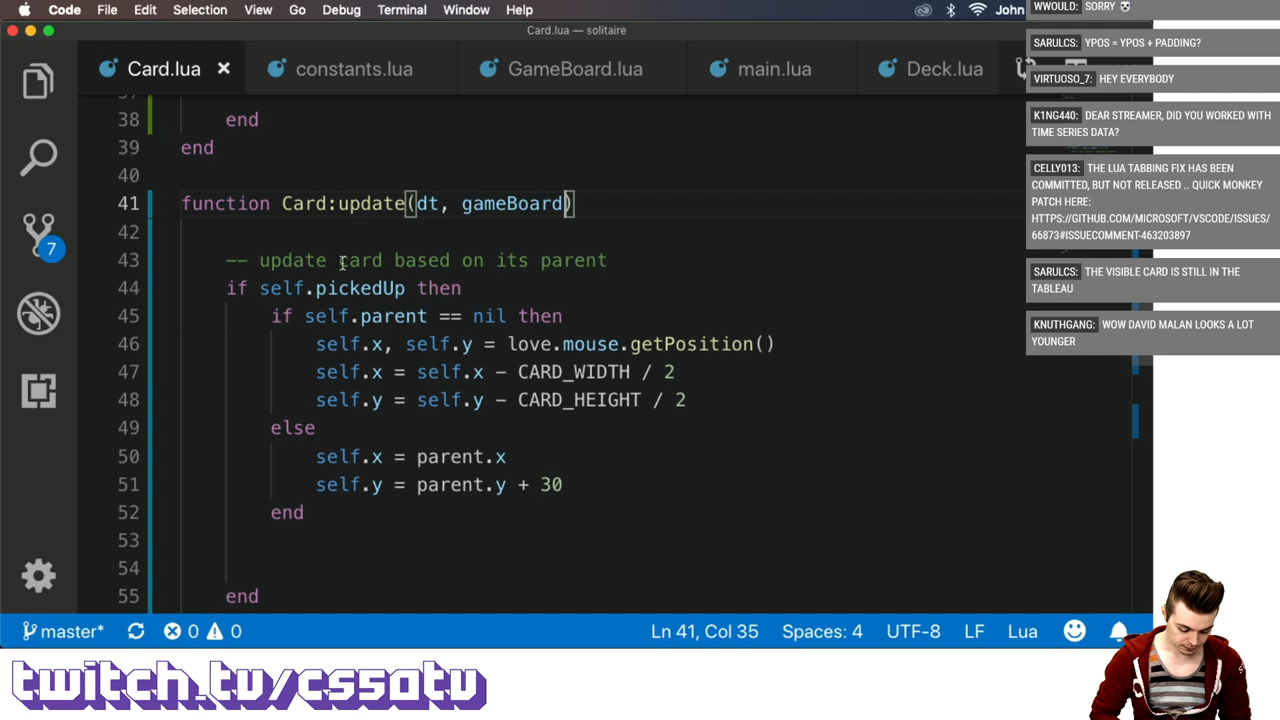 Code File Edit Selection View Go Debug Terminal Window Help John
Card.lua — solitaire
Card.lua constants.lua GameBoard.lua main.lua Deck.lua
38 end
39 end
40
41 function Card:update(dt, gameBoard)
42
43 -- update card based on its parent
44 if self.pickedUp then
45 if self.parent == nil then
46 self.x, self.y = love.mouse.getPosition()
47 self.x = self.x - CARD_WIDTH / 2
48 self.y = self.y - CARD_HEIGHT / 2
49 else
50 self.x = parent.x
51 self.y = parent.y + 30
52 end
53
54
55 end
7
master* 0 0 Ln 41, Col 35 Spaces: 4 UTF-8 LF Lua
WWOULD: SORRY
SARULCS: YPOS = YPOS + PADDING?
VIRTUOSO_7: HEY EVERYBODY
K1NG440: DEAR STREAMER, DID YOU WORKED WITH
TIME SERIES DATA?
CELLY013: THE LUA TABBING FIX HAS BEEN
COMMITTED, BUT NOT RELEASED .. QUICK MONKEY
PATCH HERE:
HTTPS://GITHUB.COM/MICROSOFT/VSCODE/ISSUES/
66873#ISSUECOMMENT-463203897
SARULCS: THE VISIBLE CARD IS STILL IN THE
TABLEAU
KNUTHGANG: WOW DAVID MALAN LOOKS A LOT
YOUNGER
twitch.tv/cs50tv